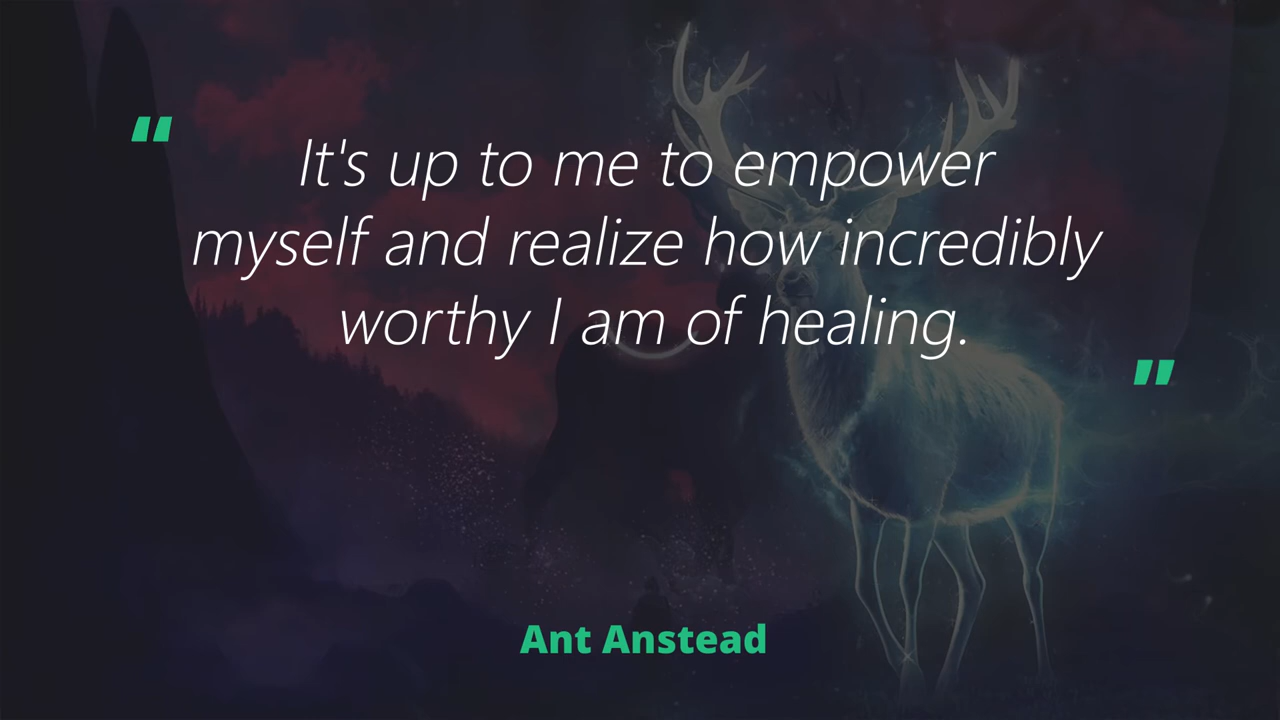 "
It's up to me to empower
myself and realize how incredibly
worthy I am of healing.
"
Ant Anstead